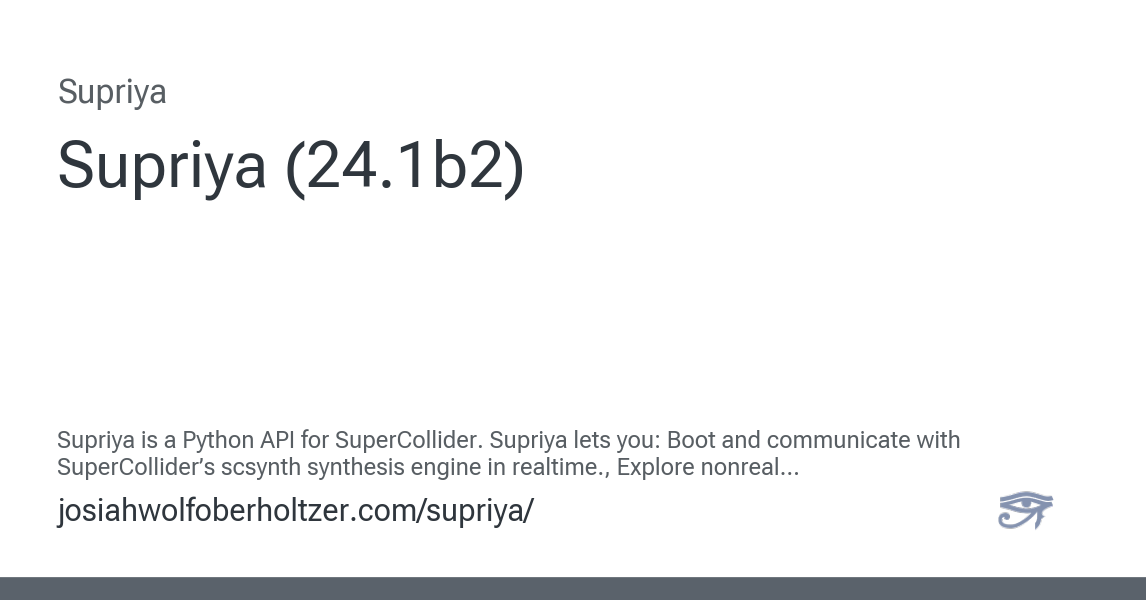 Supriya
Supriya (24.1b2)
Supriya is a Python API for SuperCollider. Supriya lets you: Boot and communicate with
SuperCollider’s scsynth synthesis engine in realtime., Explore nonreal...
josiahwolfoberholtzer.com/supriya/